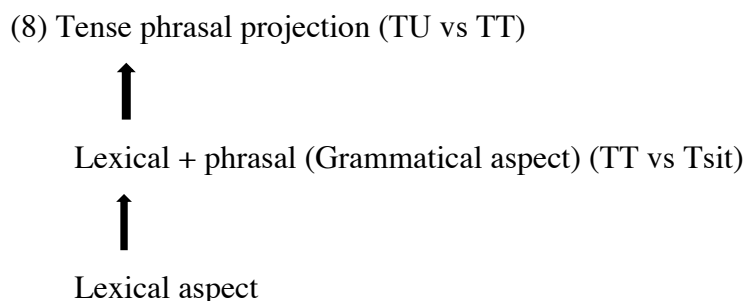 (8) Tense phrasal projection (TU vs TT)
Lexical + phrasal (Grammatical aspect) (TT vs Tsit)
Lexical aspect